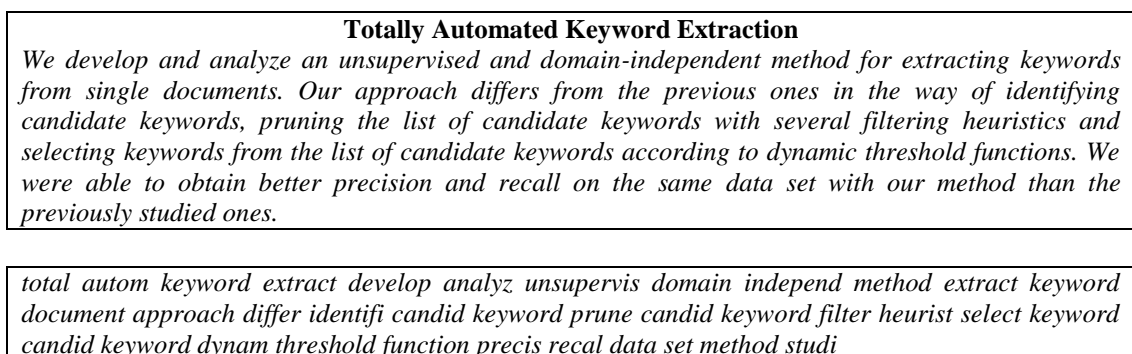 Totally Automated Keyword Extraction
We develop and analyze an unsupervised and domain-independent method for extracting keywords
from single documents. Our approach differs from the previous ones in the way of identifying
candidate keywords, pruning the list of candidate keywords with several filtering heuristics and
selecting keywords from the list of candidate keywords according to dynamic threshold functions. We
were able to obtain better precision and recall on the same data set with our method than the
previously studied ones.
total autom keyword extract develop analyz unsupervis domain independ method extract keyword
document approach differ identifi candid keyword prune candid keyword filter heurist select keyword
candid keyword dynam threshold function precis recal data set method studi